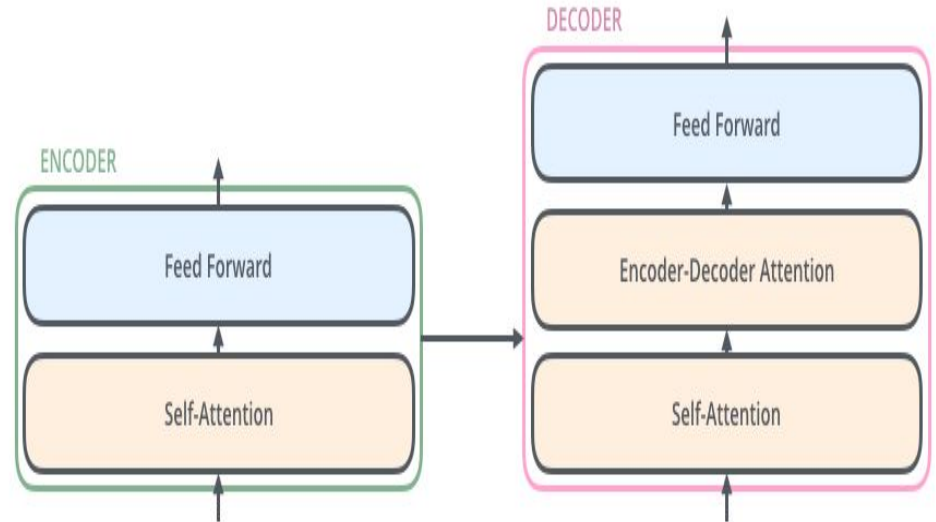 ENCODER
Feed Forward
Self-Attention
DECODER
Feed Forward
Encoder-Decoder Attention
Self-Attention